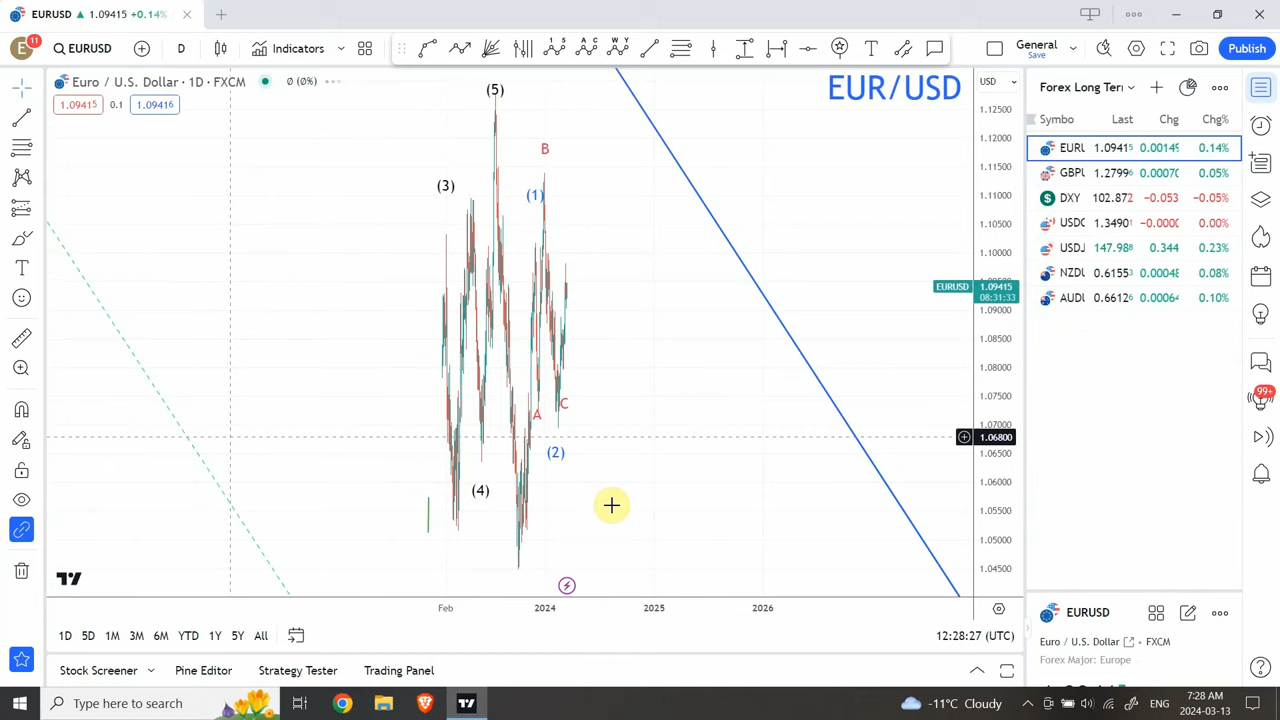 EURUSD ▲ 1.09415 +0.14%
E 11 EURUSD D Indicators General Save Publish
Euro / U.S. Dollar · 1D · FXCM Ø (0%)
1.09415 0.1 1.09416
EUR/USD
USD
(5)
B
(3)
(1)
A
C
(2)
(4)
1.12500
1.12000
1.11500
1.11000
1.10500
1.10000
EURUSD 1.09415
08:31:33
1.09000
1.08500
1.08000
1.07500
1.07000
1.06800
1.06500
1.06000
1.05500
1.05000
1.04500
Feb 2024 2025 2026
1D 5D 1M 3M 6M YTD 1Y 5Y All
12:28:27 (UTC)
Stock Screener Pine Editor Strategy Tester Trading Panel
Forex Long Terr
Symbo Last Chg Chg%
EURU 1.09415 0.00149 0.14%
GBPU 1.27996 0.00070 0.05%
DXY 102.872 −0.053 −0.05%
USDC 1.34901 −0.0000 0.00%
USDJ 147.988 0.344 0.23%
NZDU 0.61553 0.00048 0.08%
AUDU 0.66126 0.00064 0.10%
99+
EURUSD
Euro / U.S. Dollar • FXCM
Forex Major: Europe
Type here to search
-11°C Cloudy
ENG
7:28 AM
2024-03-13